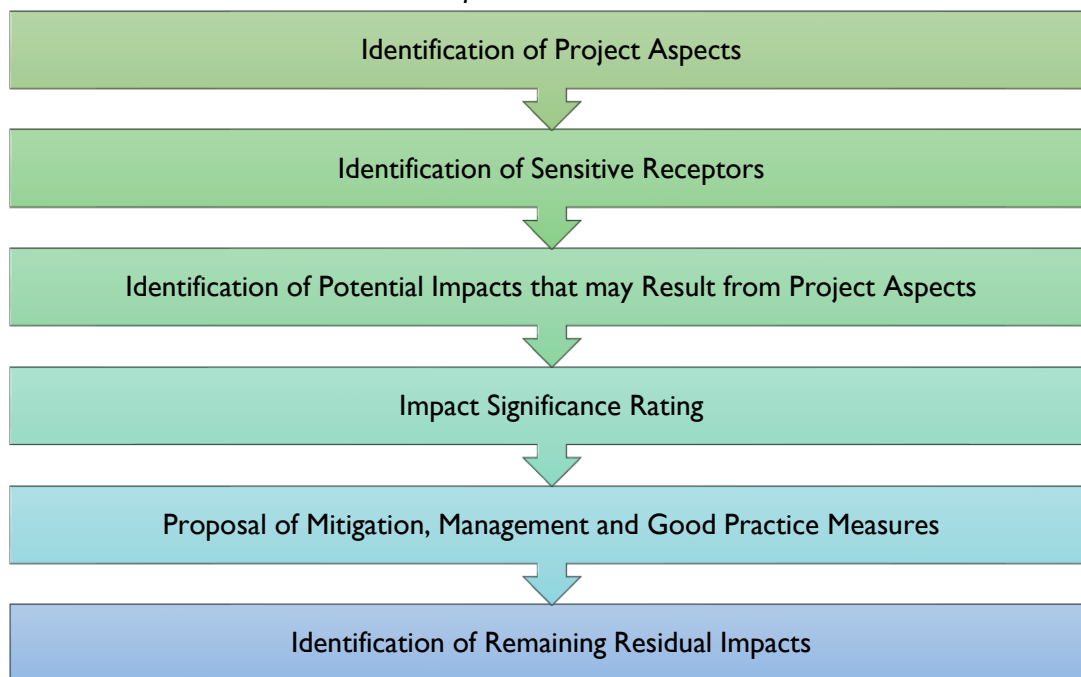 Identification of Project Aspects
Identification of Sensitive Receptors
Identification of Potential Impacts that may Result from Project Aspects
Impact Significance Rating
Proposal of Mitigation, Management and Good Practice Measures
Identification of Remaining Residual Impacts